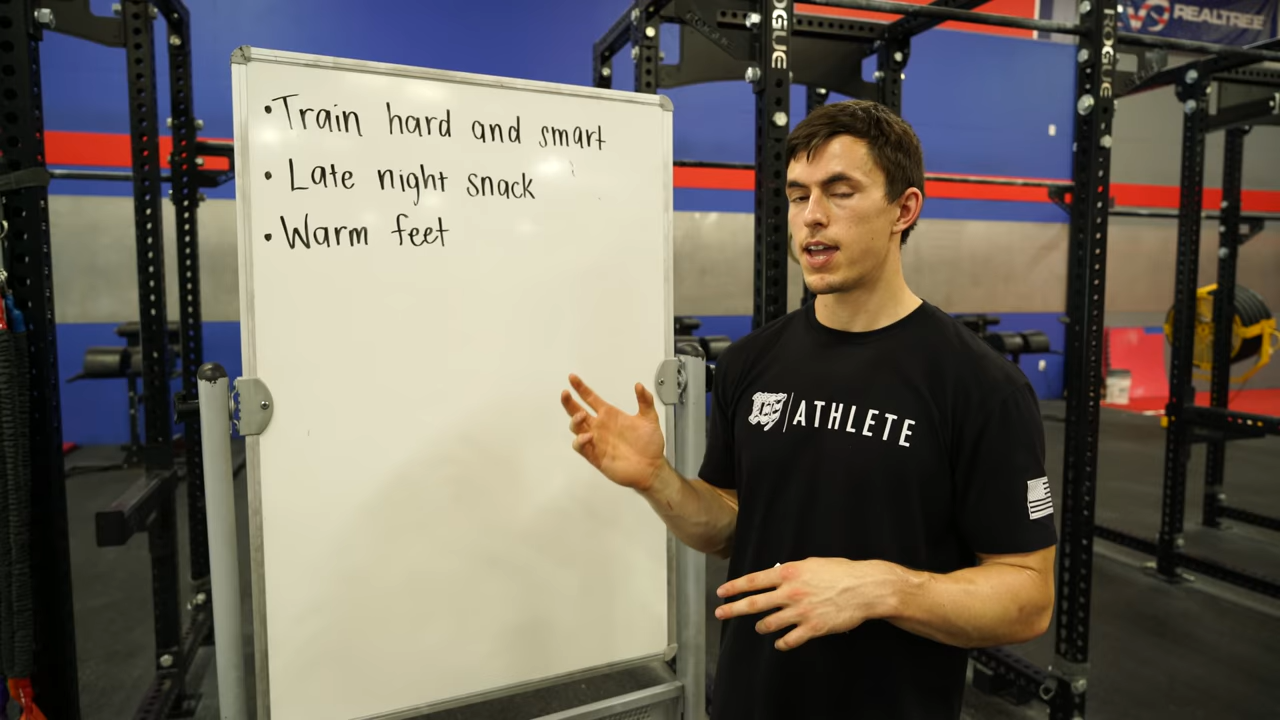 • Train hard and smart
• Late night snack
• Warm feet
ROGUE
ROGUE
REALTREE
ATHLETE